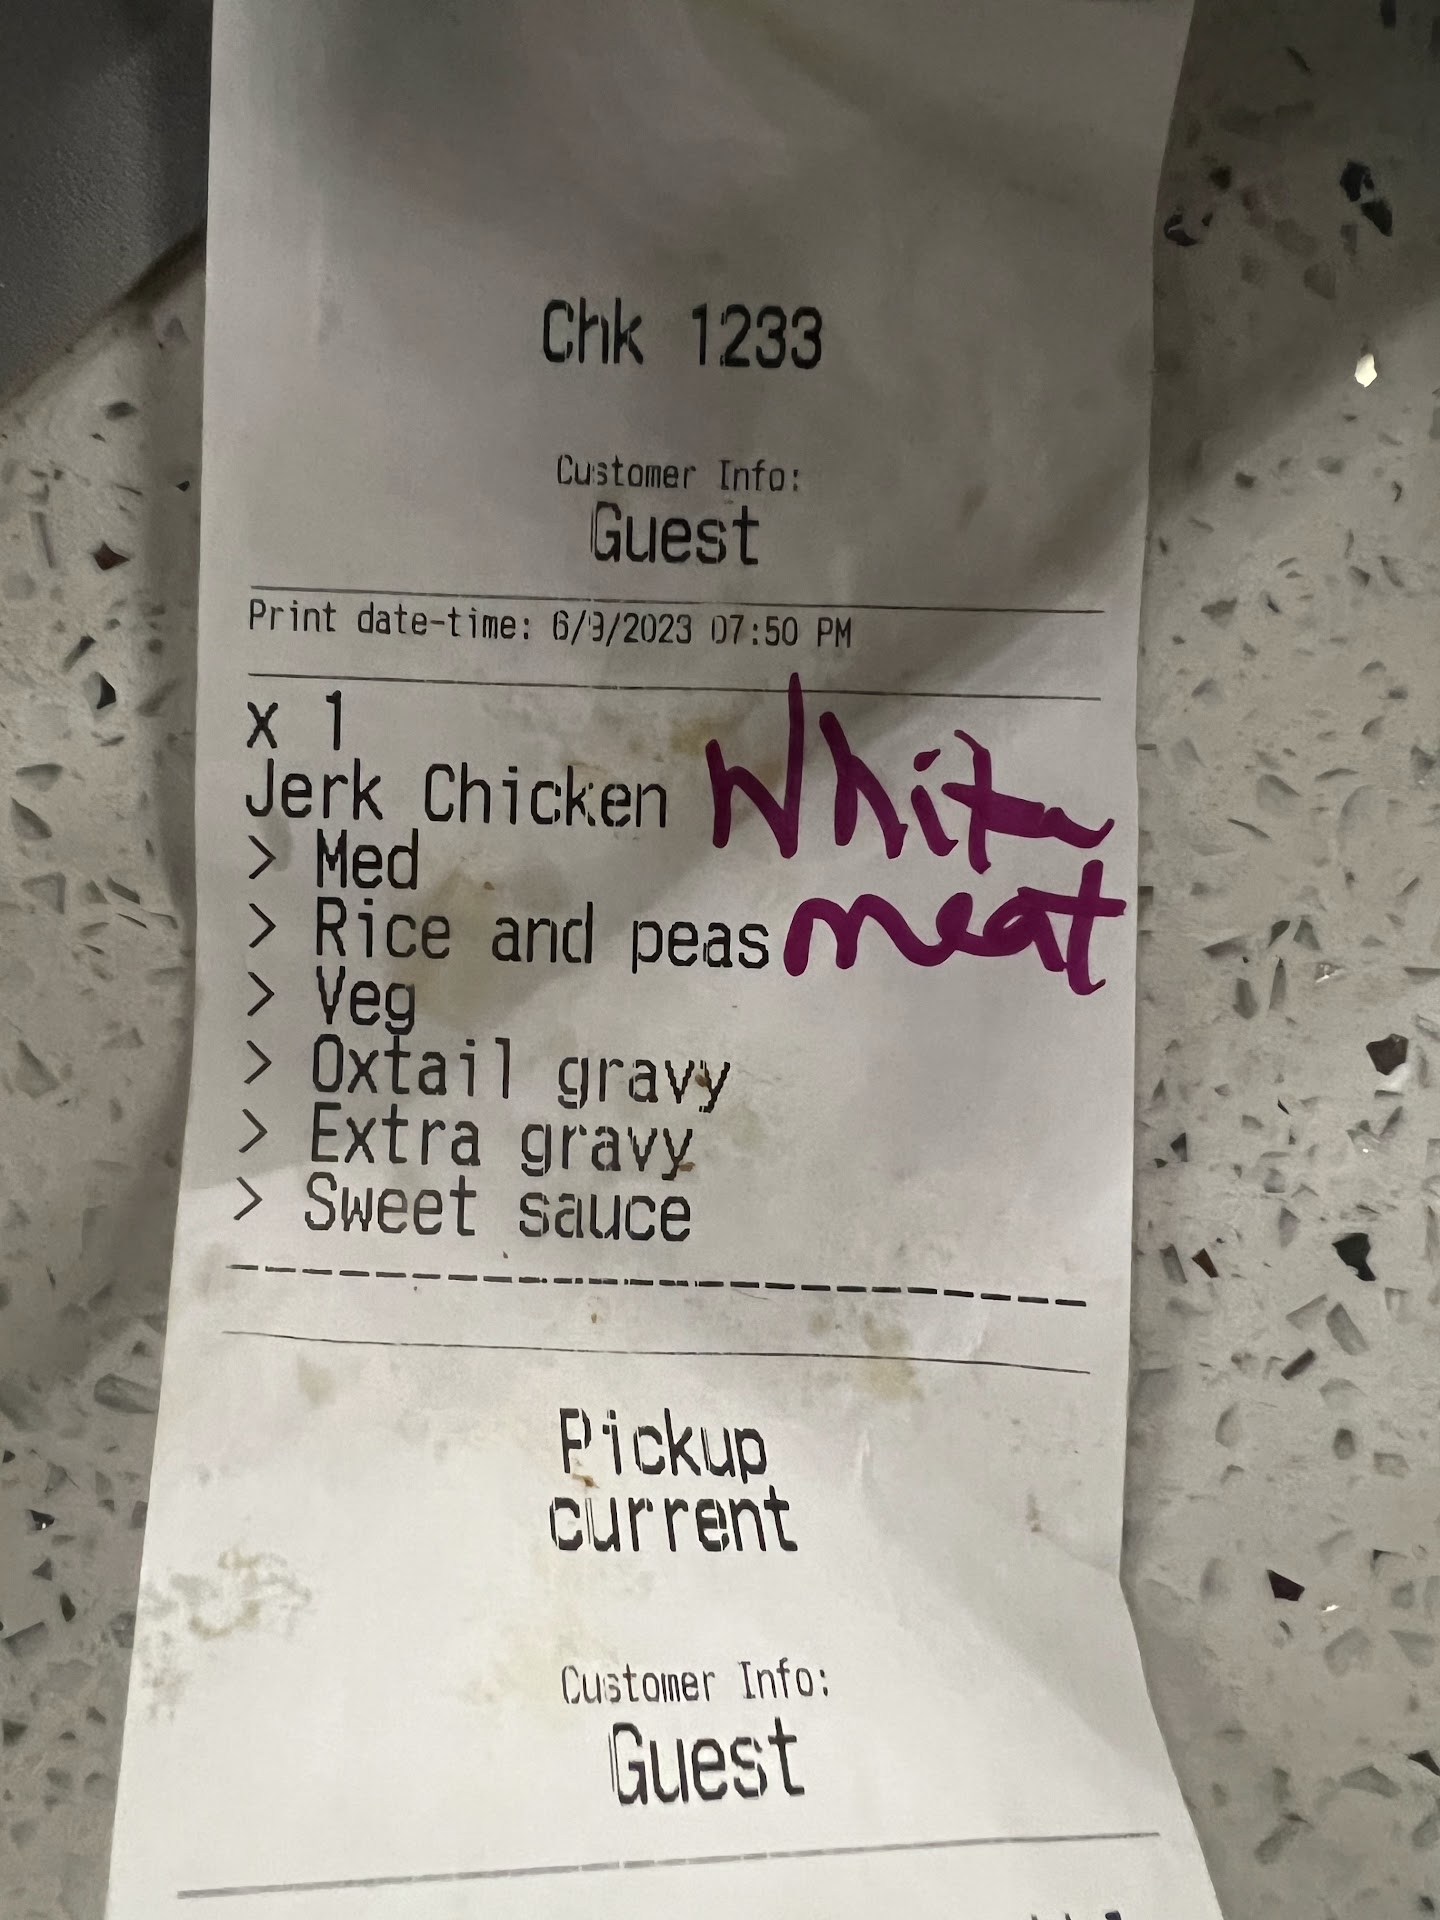 Chk 1233
Customer Info:
Guest
Print date-time: 6/9/2023 07:50 PM
x 1
Jerk Chicken White
> Med
> Rice and peas meat
> Veg
> Oxtail gravy
> Extra gravy
> Sweet sauce
Pickup
current
Customer Info:
Guest